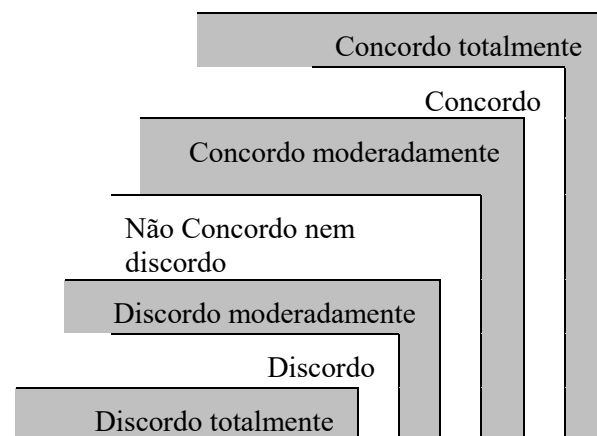 Concordo totalmente
Concordo
Concordo moderadamente
Não Concordo nem
discordo
Discordo moderadamente
Discordo
Discordo totalmente